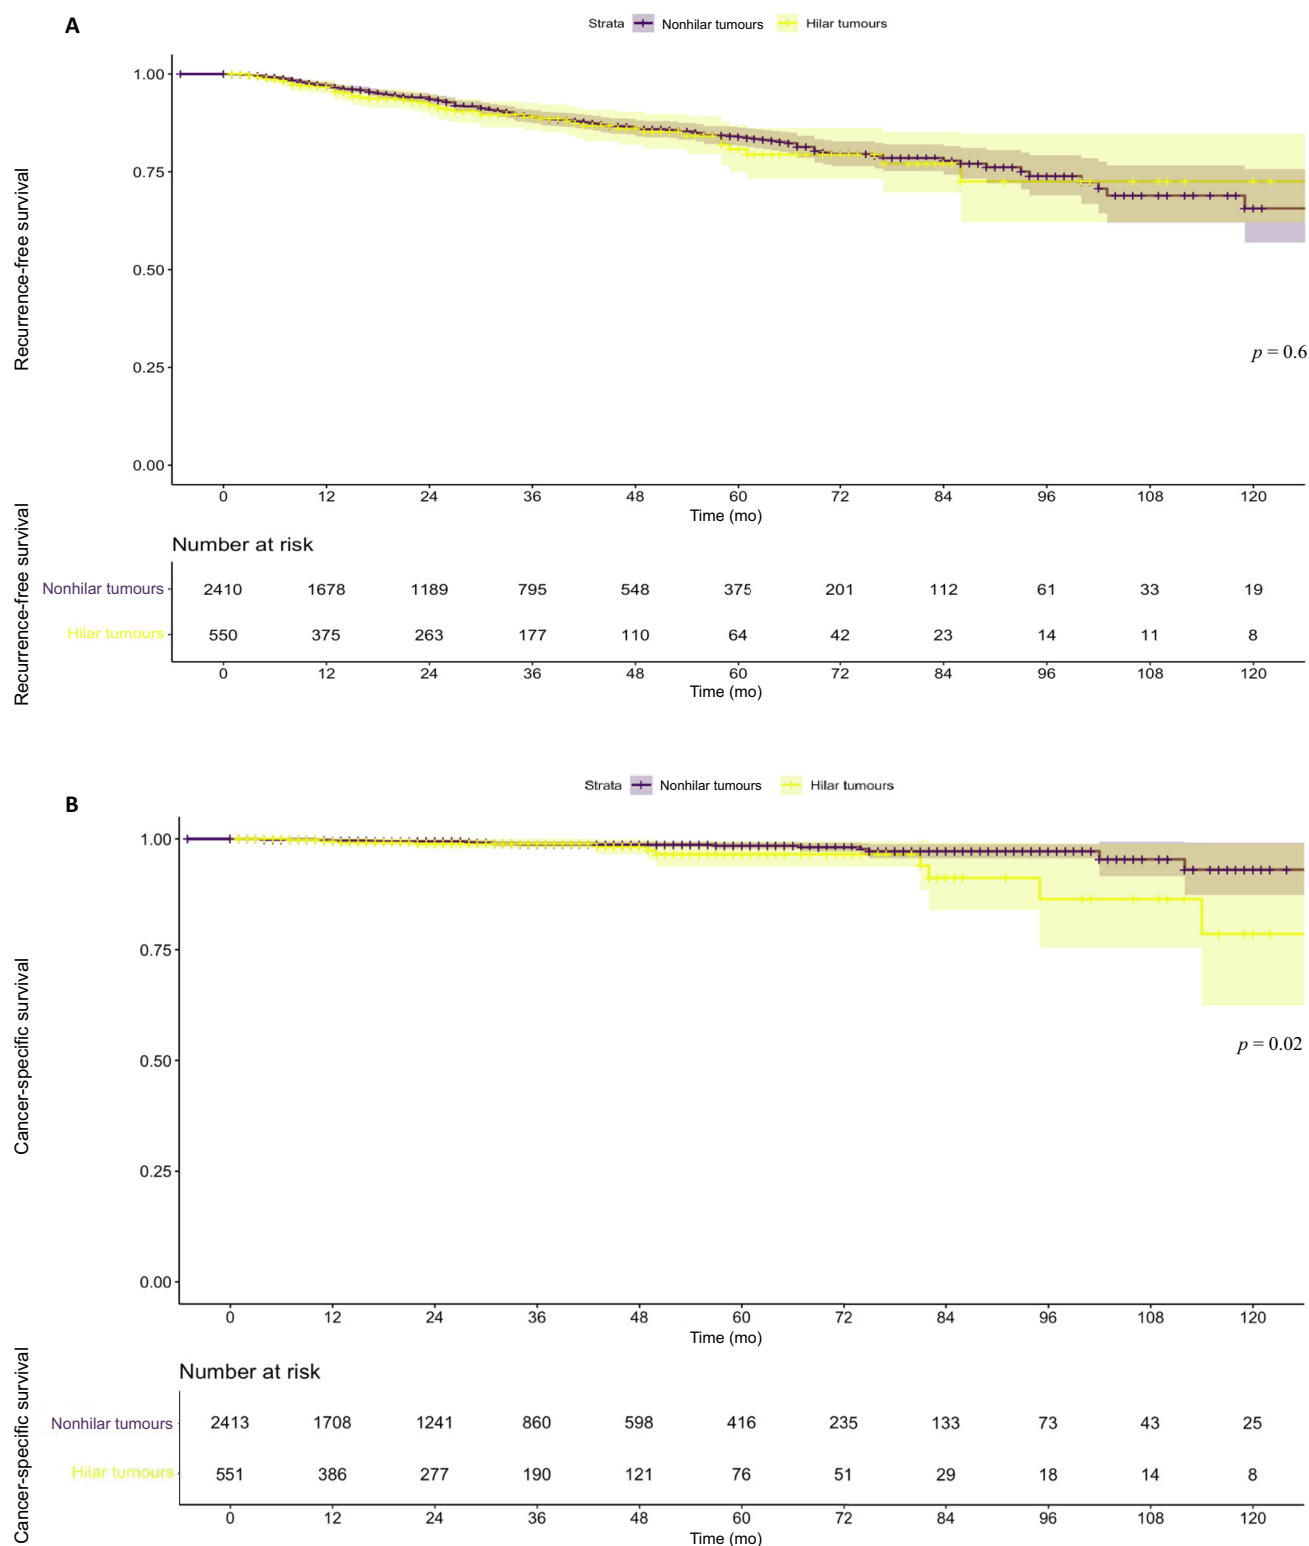 A
Strata Nonhilar tumours Hilar tumours
Recurrence-free survival
1.00
0.75
0.50
0.25
0.00
p = 0.6
0 12 24 36 48 60 72 84 96 108 120
Time (mo)
Recurrence-free survival
Number at risk
Nonhilar tumours 2410 1678 1189 795 548 375 201 112 61 33 19
Hilar tumours 550 375 263 177 110 64 42 23 14 11 8
0 12 24 36 48 60 72 84 96 108 120
Time (mo)
B
Strata Nonhilar tumours Hilar tumours
Cancer-specific survival
1.00
0.75
0.50
0.25
0.00
p = 0.02
0 12 24 36 48 60 72 84 96 108 120
Time (mo)
Cancer-specific survival
Number at risk
Nonhilar tumours 2413 1708 1241 860 598 416 235 133 73 43 25
Hilar tumours 551 386 277 190 121 76 51 29 18 14 8
0 12 24 36 48 60 72 84 96 108 120
Time (mo)